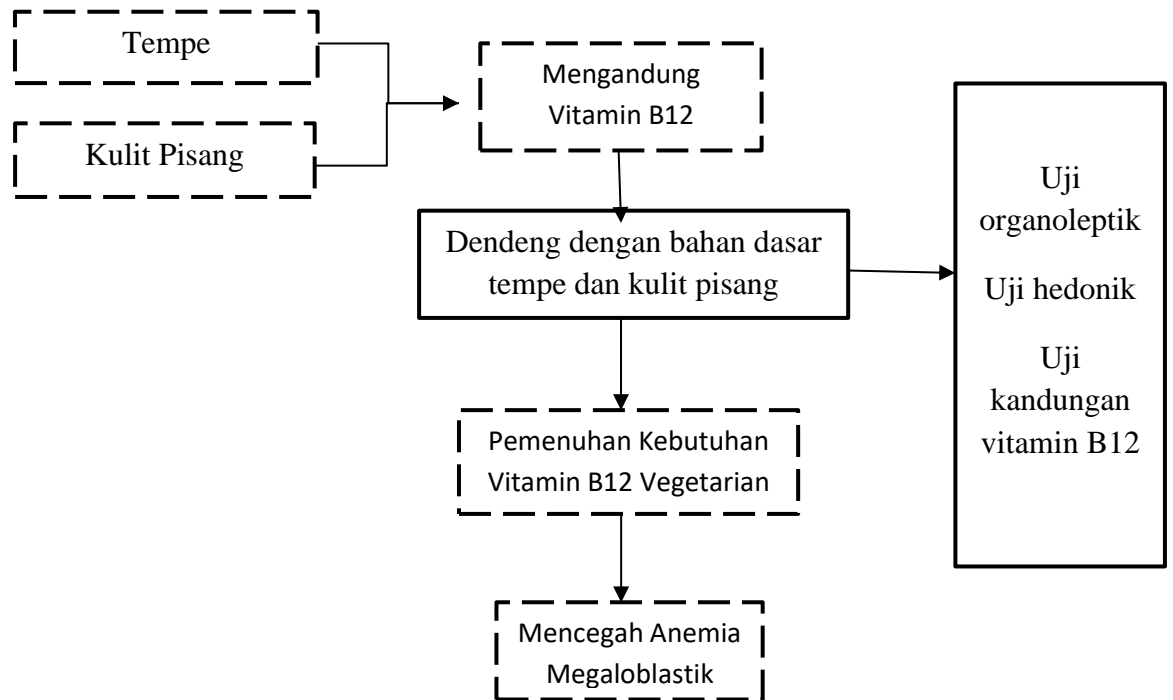 Tempe
Kulit Pisang
Mengandung
Vitamin B12
Dendeng dengan bahan dasar
tempe dan kulit pisang
Uji
organoleptik
Uji hedonik
Uji
kandungan
vitamin B12
Pemenuhan Kebutuhan
Vitamin B12 Vegetarian
Mencegah Anemia
Megaloblastik